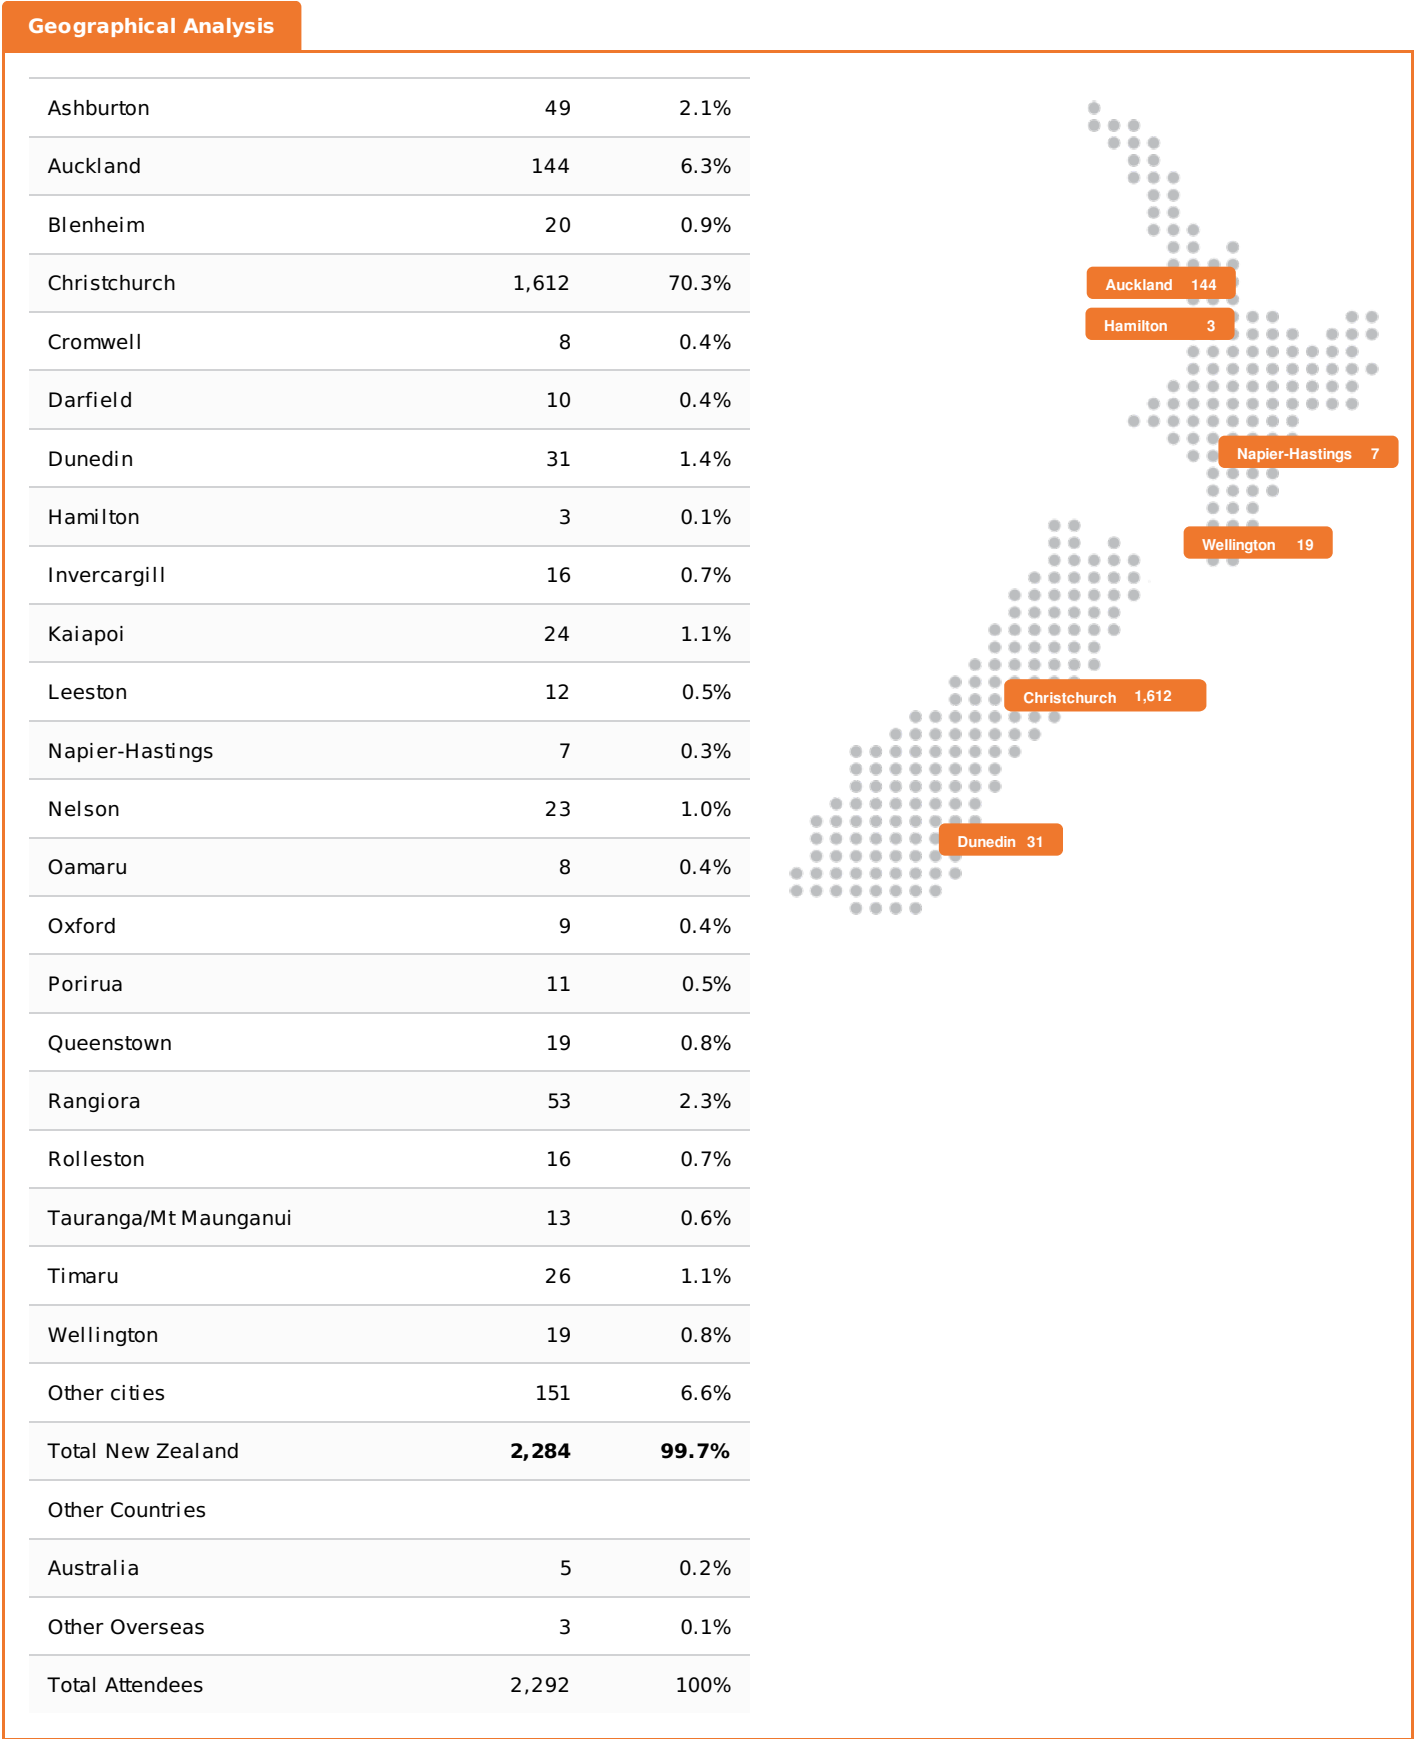 Geographical Analysis
Ashburton 49 2.1%
Auckland 144 6.3%
Blenheim 20 0.9%
Christchurch 1,612 70.3%
Cromwell 8 0.4%
Darfield 10 0.4%
Dunedin 31 1.4%
Hamilton 3 0.1%
Invercargill 16 0.7%
Kaiapoi 24 1.1%
Leeston 12 0.5%
Napier-Hastings 7 0.3%
Nelson 23 1.0%
Oamaru 8 0.4%
Oxford 9 0.4%
Porirua 11 0.5%
Queenstown 19 0.8%
Rangiora 53 2.3%
Rolleston 16 0.7%
Tauranga/Mt Maunganui 13 0.6%
Timaru 26 1.1%
Wellington 19 0.8%
Other cities 151 6.6%
Total New Zealand 2,284 99.7%
Other Countries
Australia 5 0.2%
Other Overseas 3 0.1%
Total Attendees 2,292 100%
Auckland 144
Hamilton 3
Napier-Hastings 7
Wellington 19
Christchurch 1,612
Dunedin 31